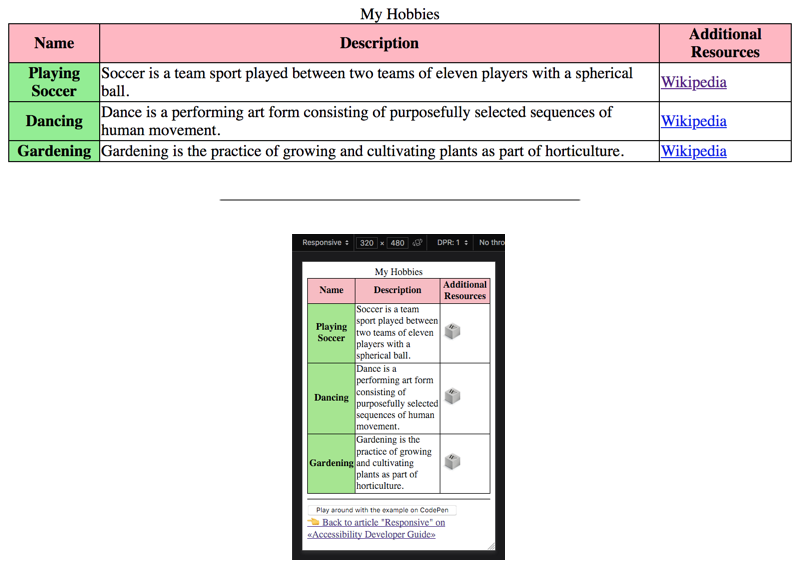 My Hobbies
Name Description Additional
Resources
Playing
Soccer
Soccer is a team sport played between two teams of eleven players with a spherical
ball.
Wikipedia
Dancing
Dance is a performing art form consisting of purposefully selected sequences of
human movement.
Wikipedia
Gardening Gardening is the practice of growing and cultivating plants as part of horticulture. Wikipedia
Responsive 320 × 480 DPR: 1 No thro
My Hobbies
Name Description Additional
Resources
Playing
Soccer
Soccer is a team
sport played between
two teams of eleven
players with a
spherical ball.
Dancing
Dance is a
performing art form
consisting of
purposefully selected
sequences of human
movement.
Gardening
Gardening is the
practice of growing
and cultivating
plants as part of
horticulture.
Play around with the example on CodePen
Back to article "Responsive" on
«Accessibility Developer Guide»